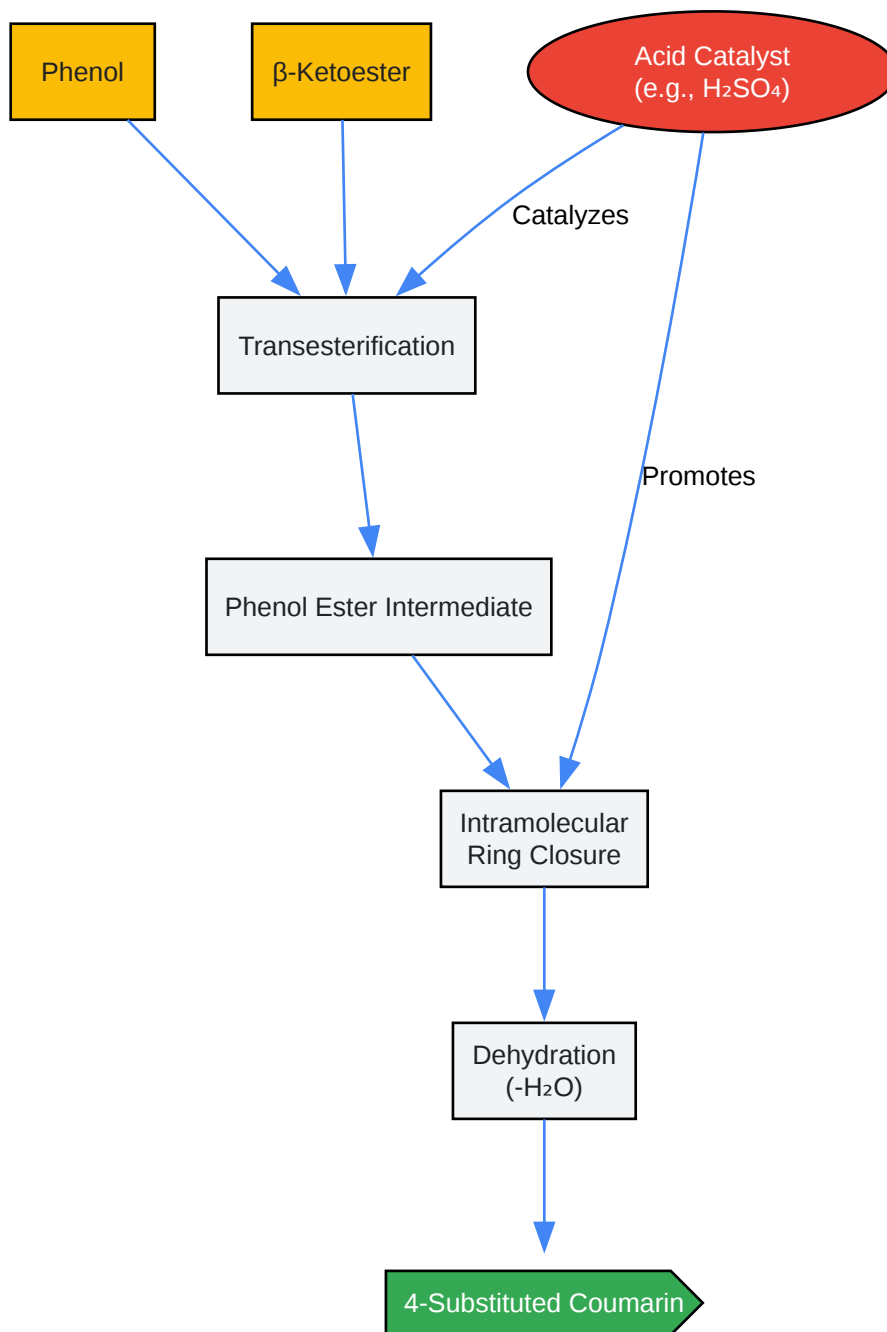 Phenol
β-Ketoester
Acid Catalyst
(e.g., H₂SO₄)
Catalyzes
Transesterification
Promotes
Phenol Ester Intermediate
Intramolecular
Ring Closure
Dehydration
(-H₂O)
4-Substituted Coumarin